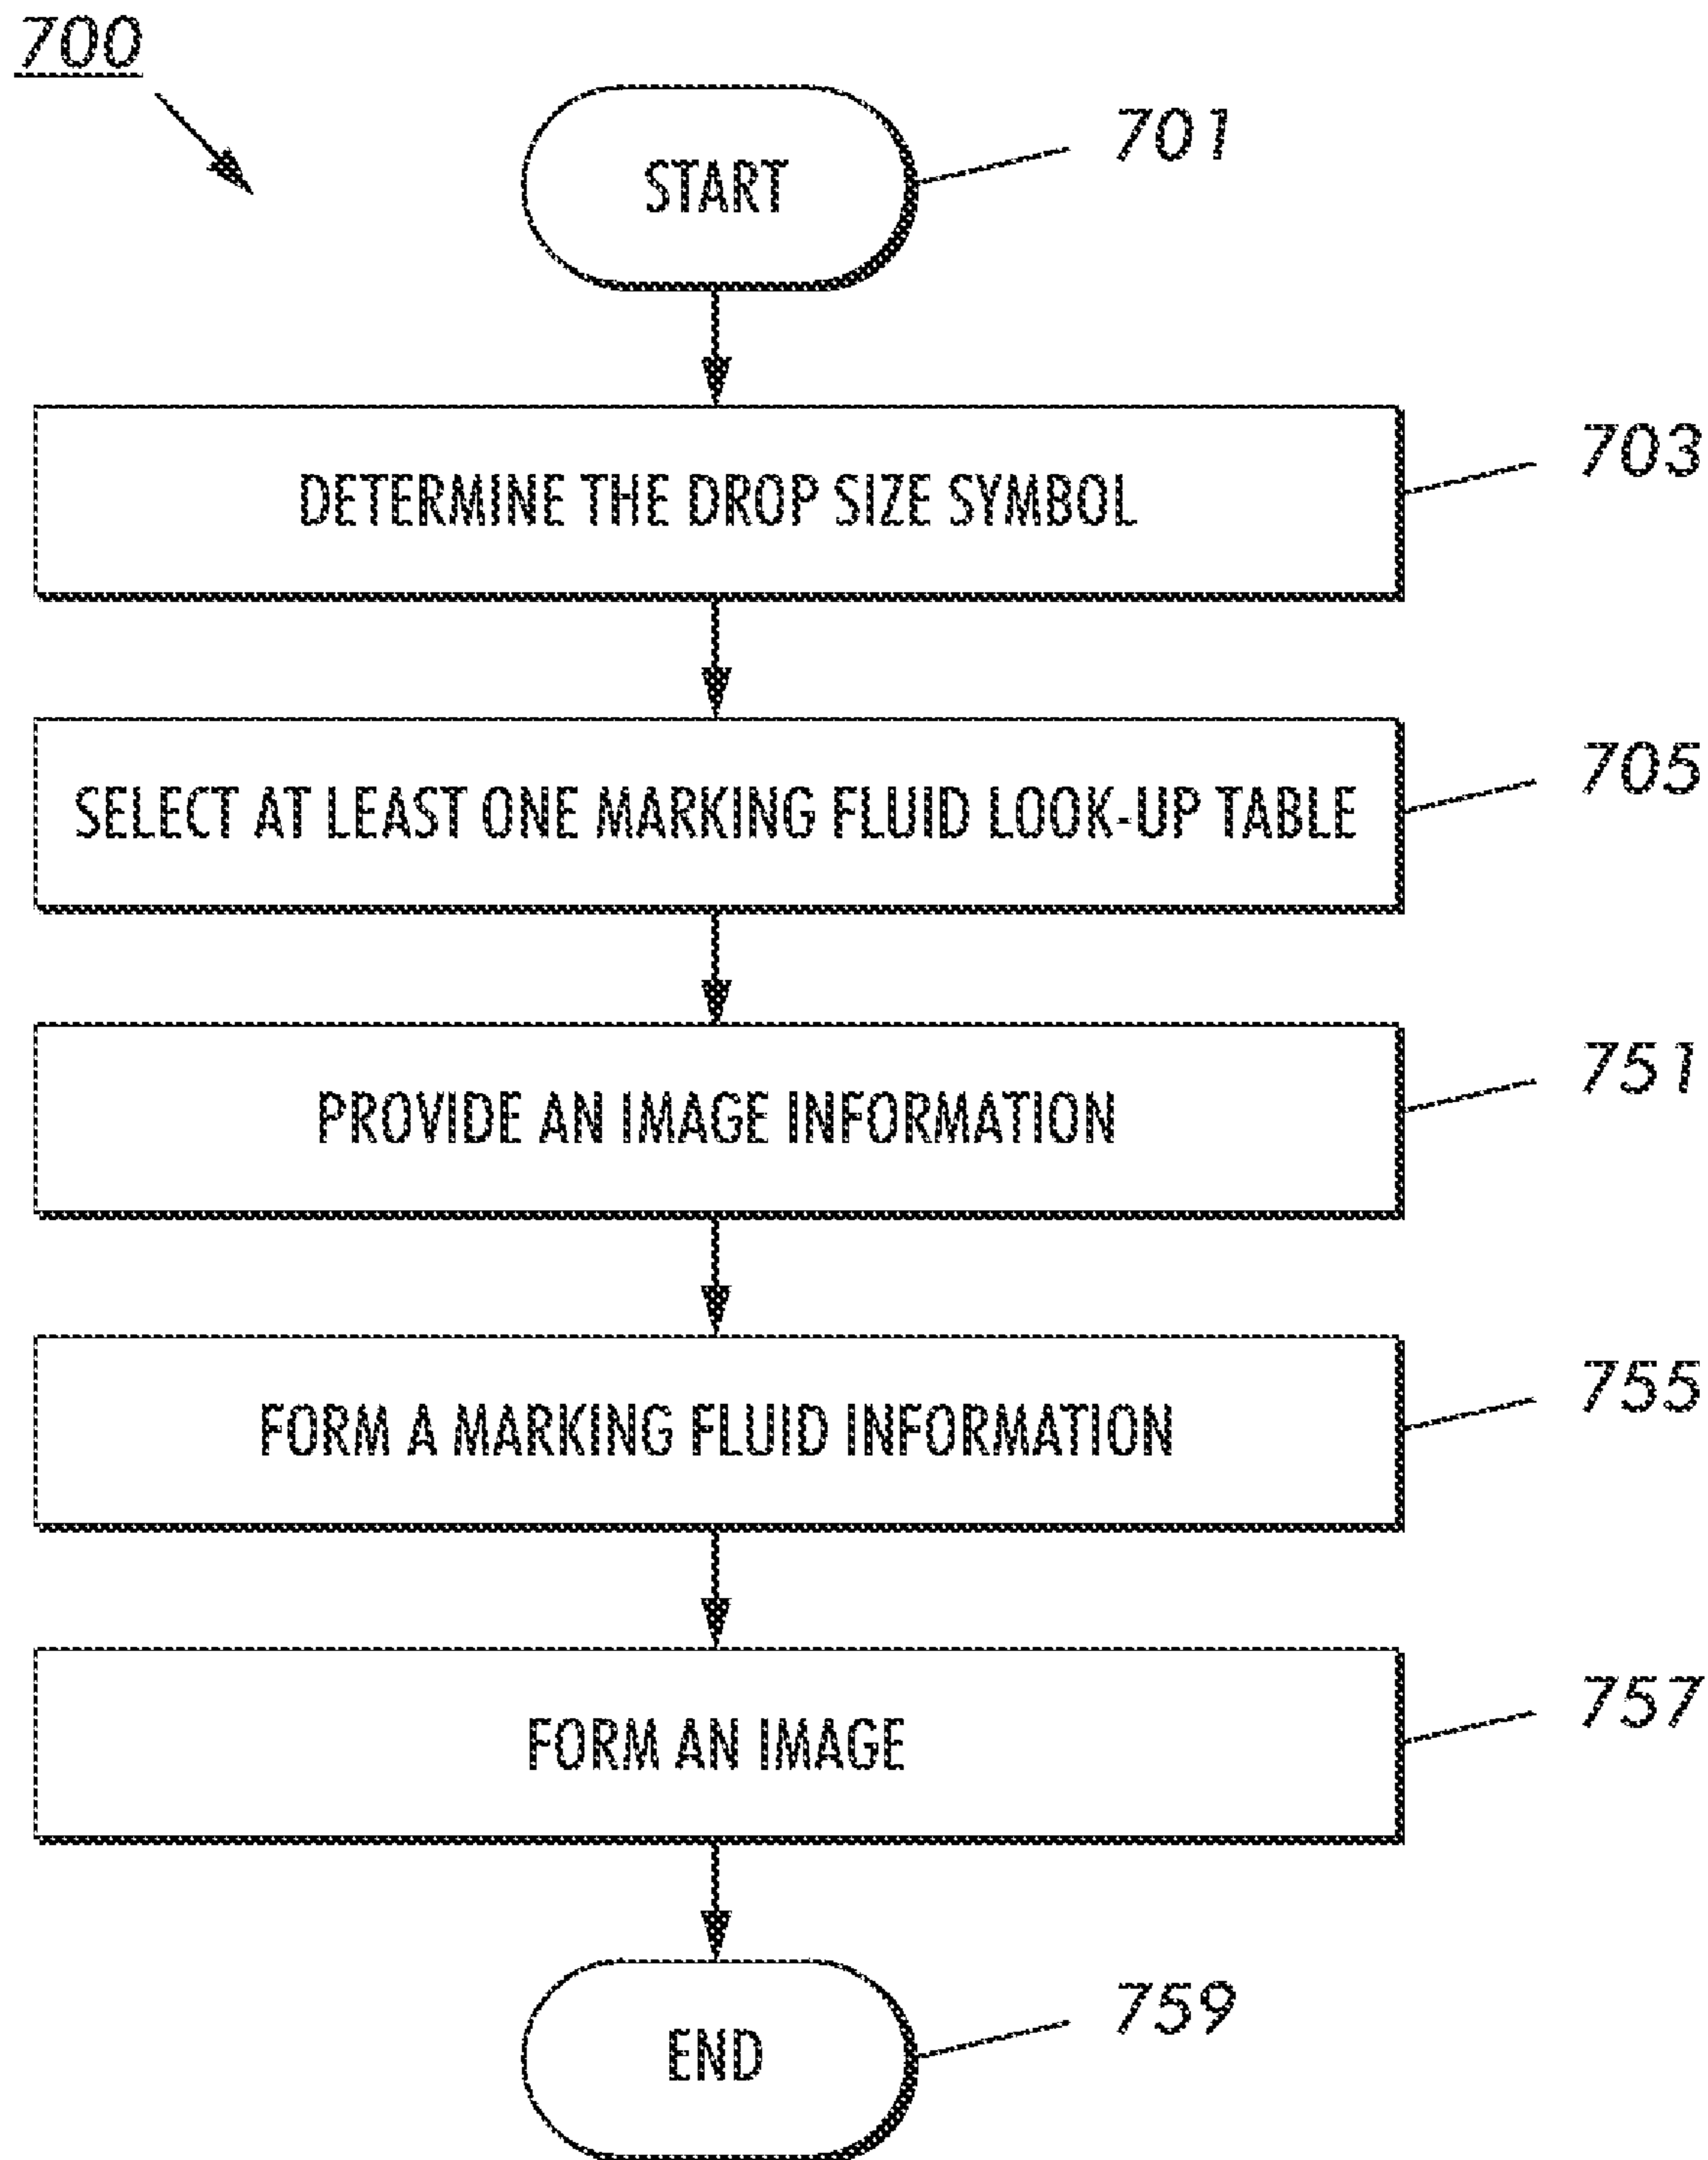 700
START
701
DETERMINE THE DROP SIZE SYMBOL
703
SELECT AT LEAST ONE MARKING FLUID LOOK-UP TABLE
705
PROVIDE AN IMAGE INFORMATION
751
FORM A MARKING FLUID INFORMATION
755
FORM AN IMAGE
757
END
759